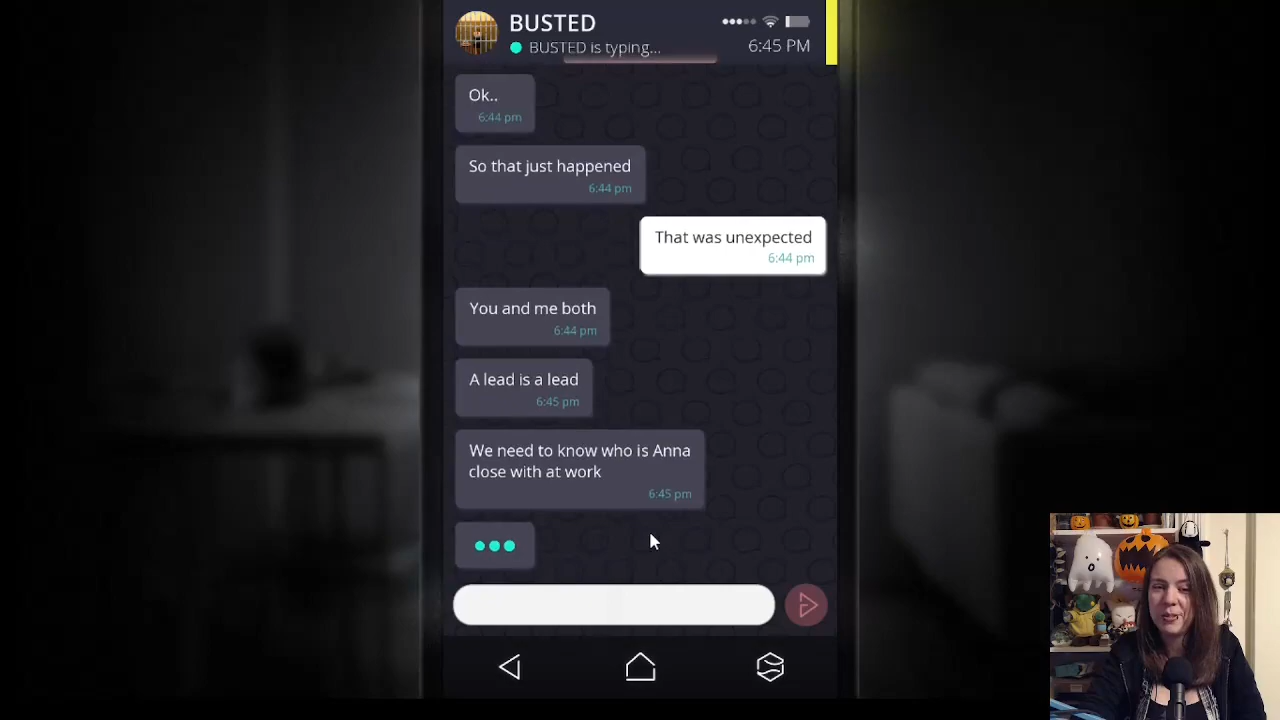 BUSTED
BUSTED is typing...
6:45 PM
Ok..
6:44 pm
So that just happened
6:44 pm
That was unexpected
6:44 pm
You and me both
6:44 pm
A lead is a lead
6:45 pm
We need to know who is Anna
close with at work
6:45 pm